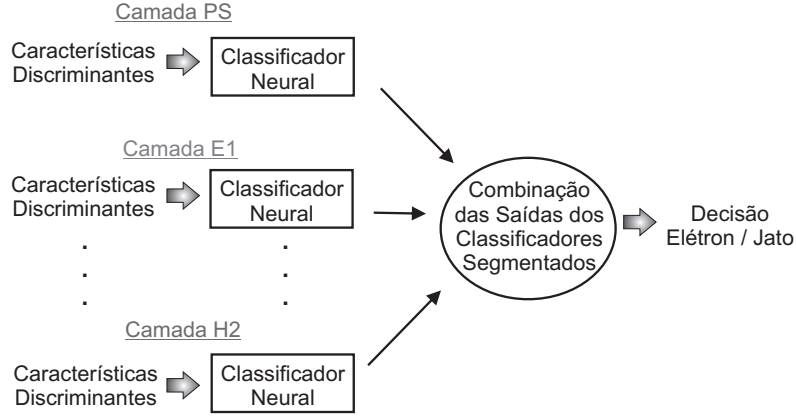 Camada PS
Características
Discriminantes
Classificador
Neural
Camada E1
Características
Discriminantes
Classificador
Neural
Combinação
das Saídas dos
Classificadores
Segmentados
Decisão
Elétron / Jato
Camada H2
Características
Discriminantes
Classificador
Neural